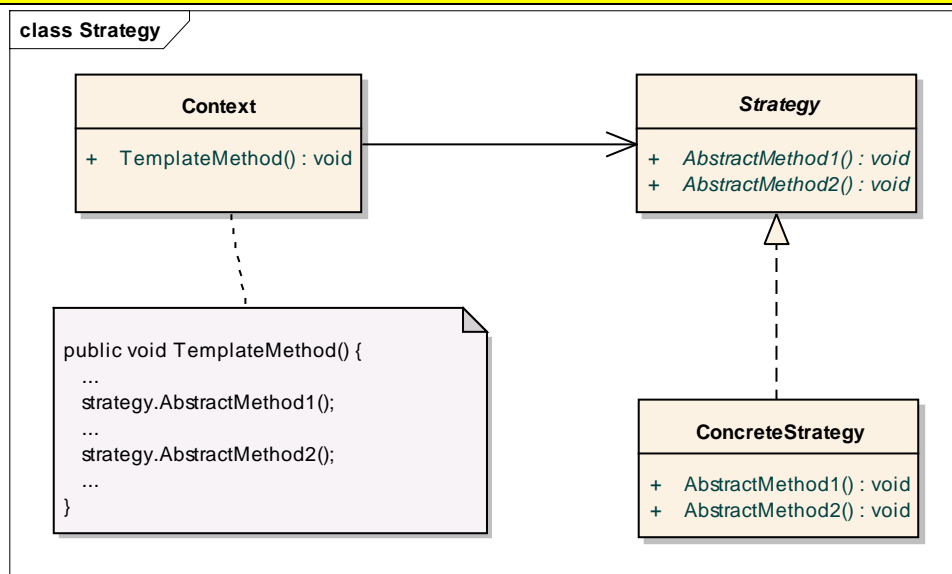 class Strategy
Context
+ TemplateMethod() : void
Strategy
+ AbstractMethod1() : void
+ AbstractMethod2() : void
public void TemplateMethod() {
...
strategy.AbstractMethod1();
...
strategy.AbstractMethod2();
...
}
ConcreteStrategy
+ AbstractMethod1() : void
+ AbstractMethod2() : void